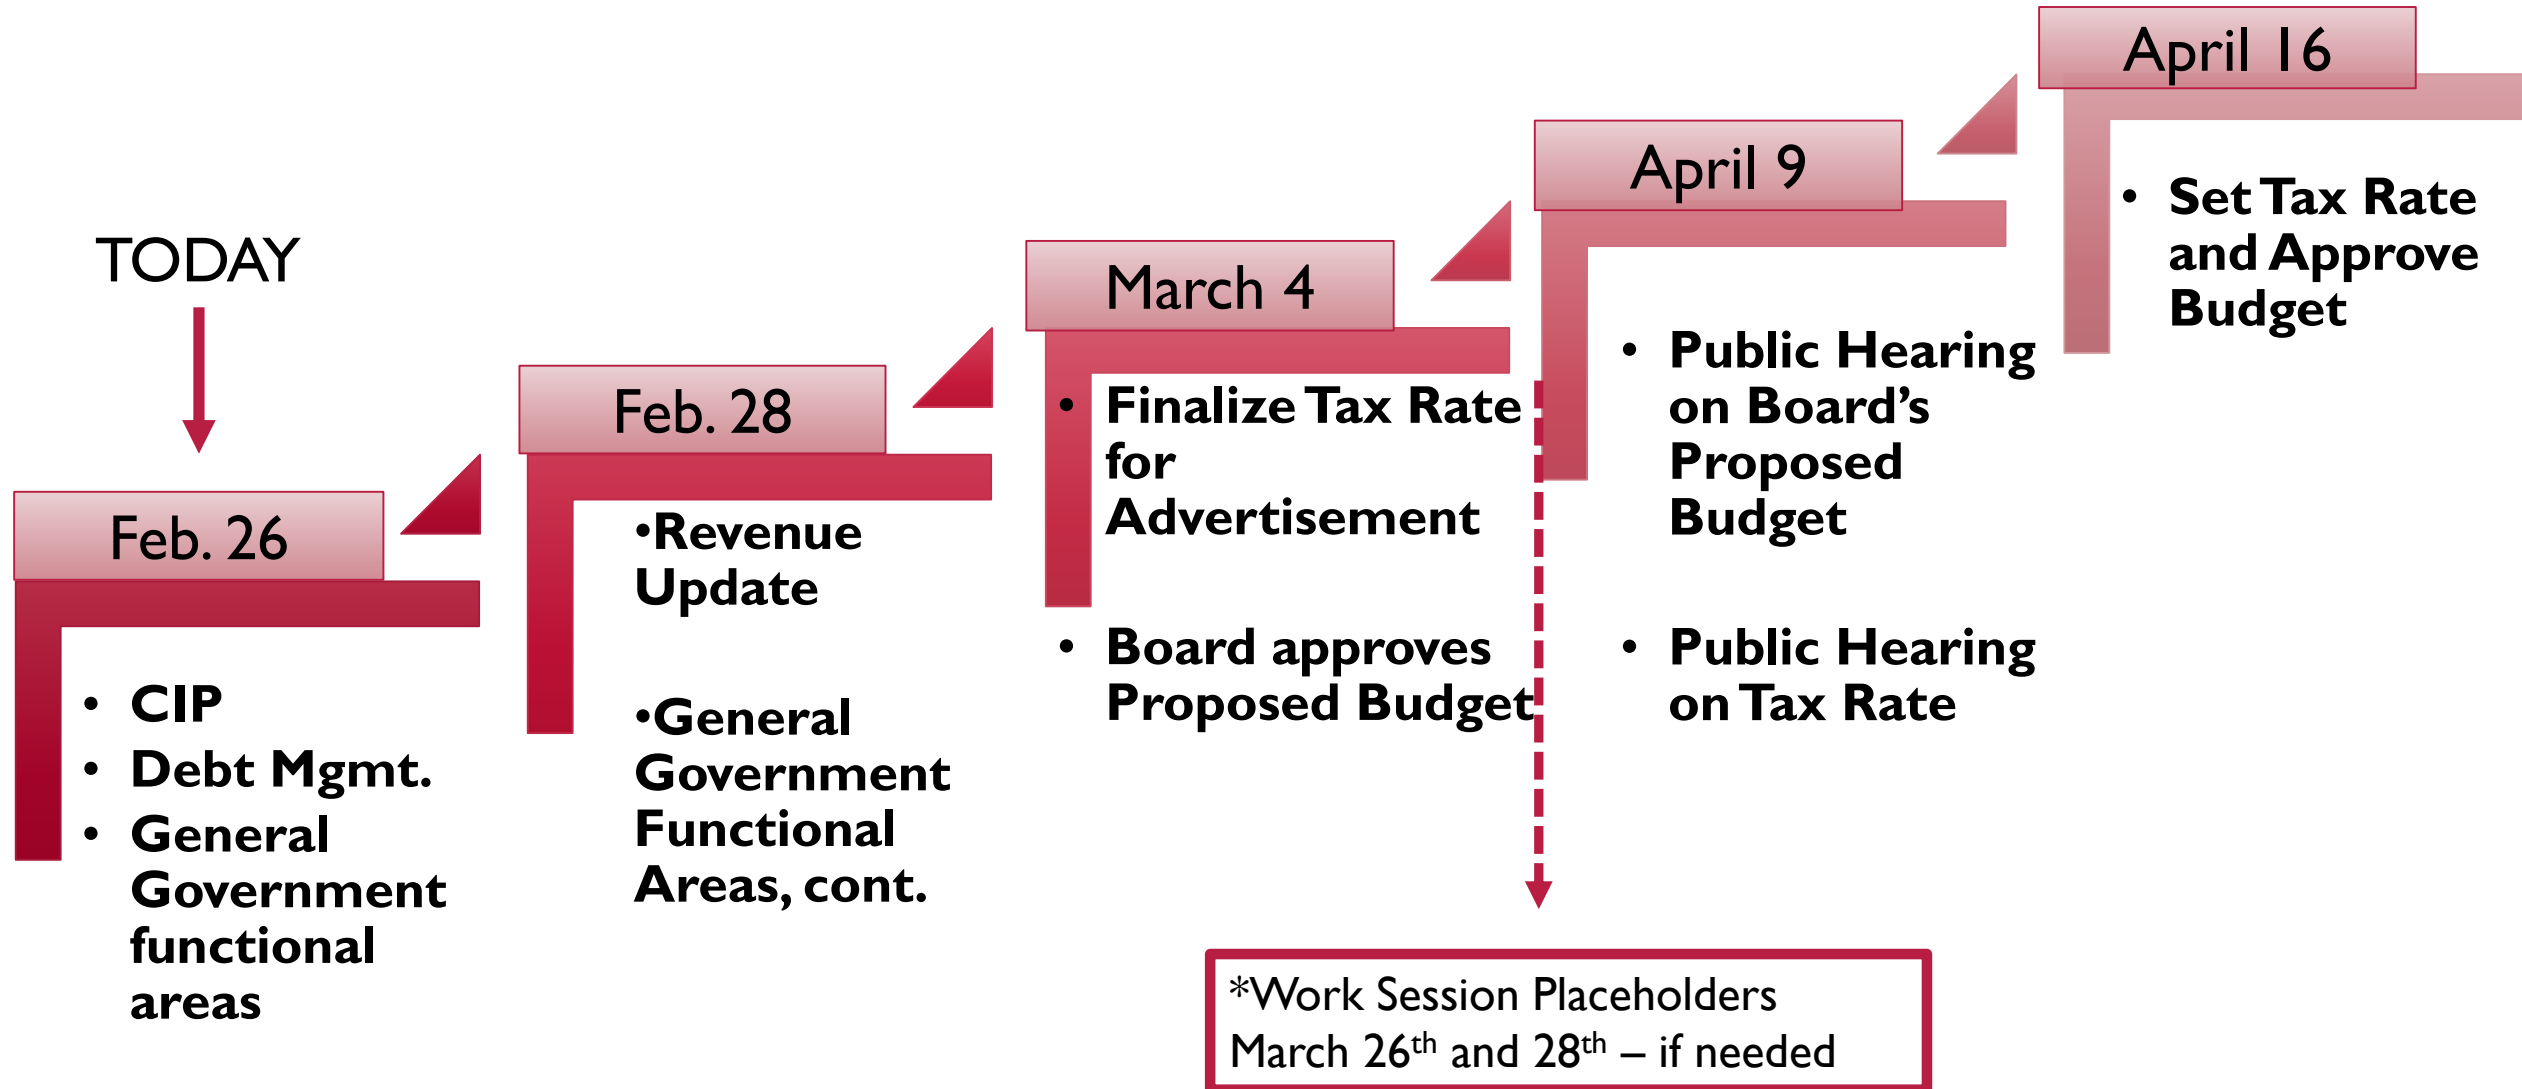 TODAY
Feb. 26
• CIP
• Debt Mgmt.
• General
Government
functional
areas
Feb. 28
•Revenue
Update
•General
Government
Functional
Areas, cont.
March 4
• Finalize Tax Rate
for
Advertisement
• Board approves
Proposed Budget
April 9
• Public Hearing
on Board’s
Proposed
Budget
• Public Hearing
on Tax Rate
April 16
• Set Tax Rate
and Approve
Budget
*Work Session Placeholders
March 26th and 28th – if needed